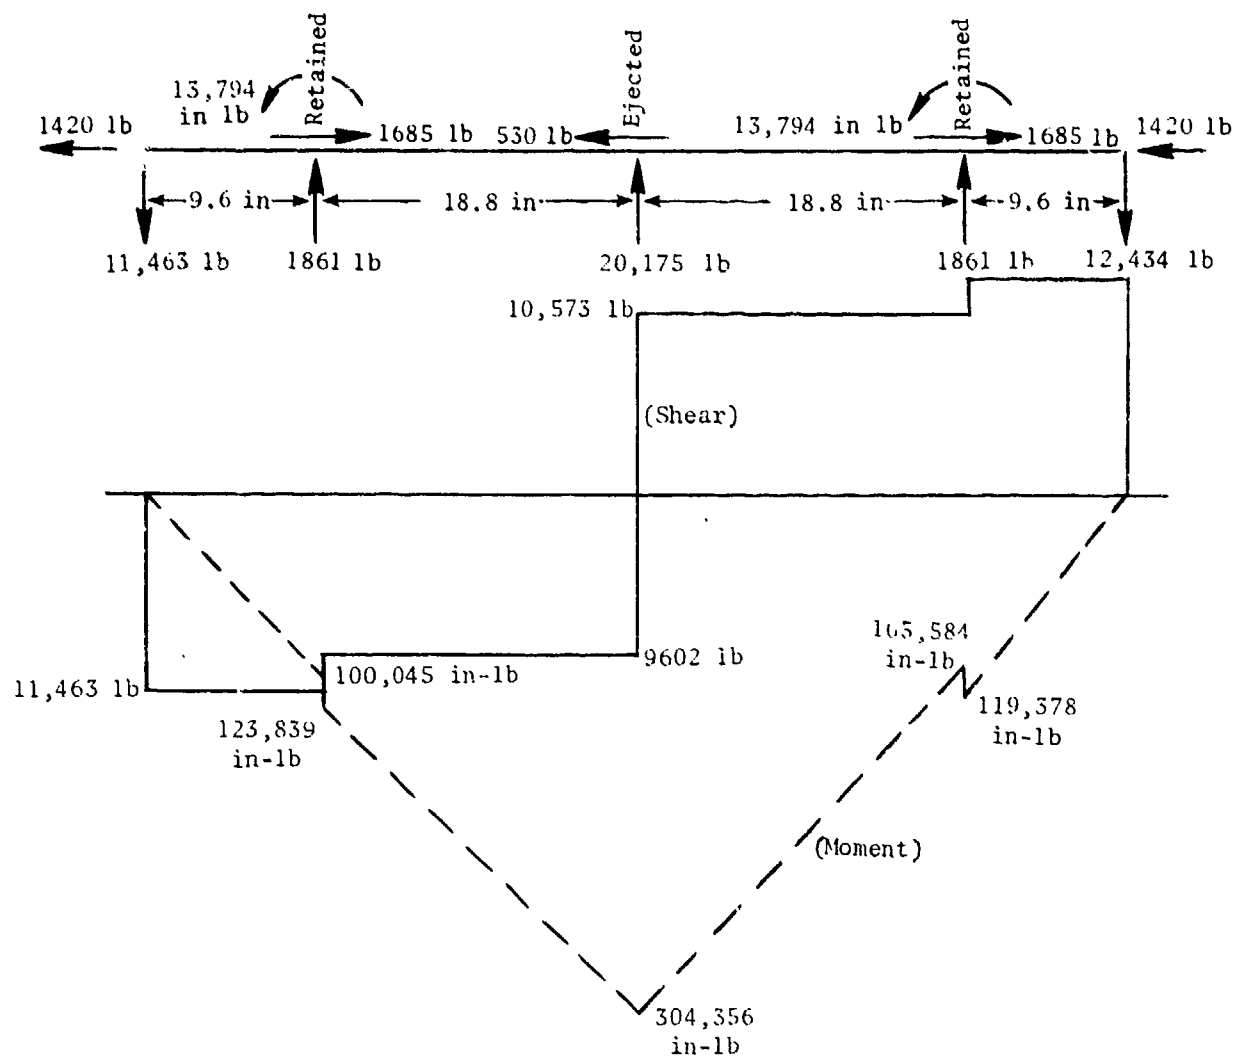 Retained
Ejected
Retained
13,794
in lb
1420 lb
1685 lb
530 lb
13,794 in lb
1685 lb
1420 lb
9.6 in
18.8 in
18.8 in
9.6 in
11,463 lb
1861 lb
20,175 lb
1861 lb
12,434 lb
10,573 lb
(Shear)
165,584
in-lb
9602 lb
100,045 in-lb
11,463 lb
123,839
in-lb
119,378
in-lb
(Moment)
304,356
in-lb